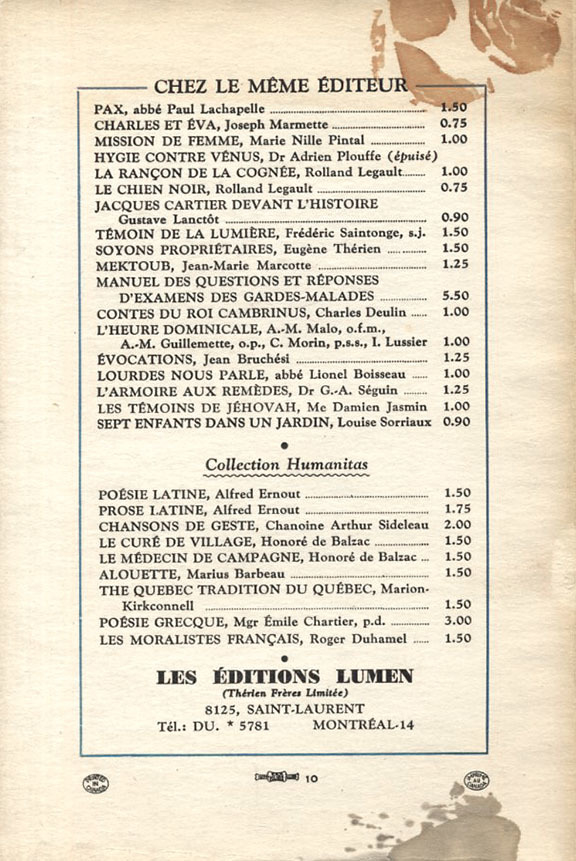 CHEZ LE MÊME ÉDITEUR
PAX, abbé Paul Lachapelle ........ 1.50
CHARLES ET ÉVA, Joseph Marmette ........ 0.75
MISSION DE FEMME, Marie Nille Pintal ........ 1.00
HYGIE CONTRE VÉNUS, Dr Adrien Plouffe (épuisé)
LA RANÇON DE LA COGNÉE, Rolland Legault ........ 1.00
LE CHIEN NOIR, Rolland Legault ........ 0.75
JACQUES CARTIER DEVANT L'HISTOIRE
Gustave Lanctôt ........ 0.90
TÉMOIN DE LA LUMIÈRE, Frédéric Saintonge, s.j. 1.50
SOYONS PROPRIÉTAIRES, Eugène Thérien ........ 1.50
MEKTOUB, Jean-Marie Marcotte ........ 1.25
MANUEL DES QUESTIONS ET RÉPONSES
D'EXAMENS DES GARDES-MALADES ........ 5.50
CONTES DU ROI CAMBRINUS, Charles Deulin ..... 1.00
L'HEURE DOMINICALE, A.-M. Malo, o.f.m.,
A.-M. Guillemette, o.p., C. Morin, p.s.s., I. Lussier 1.00
ÉVOCATIONS, Jean Bruchési ........ 1.25
LOURDES NOUS PARLE, abbé Lionel Boisseau ..... 1.00
L'ARMOIRE AUX REMÈDES, Dr G.-A. Séguin ........ 1.25
LES TÉMOINS DE JÉHOVAH, Me Damien Jasmin 1.00
SEPT ENFANTS DANS UN JARDIN, Louise Sorriaux 0.90
Collection Humanitas
POÉSIE LATINE, Alfred Ernout ........ 1.50
PROSE LATINE, Alfred Ernout ........ 1.75
CHANSONS DE GESTE, Chanoine Arthur Sideleau 2.00
LE CURÉ DE VILLAGE, Honoré de Balzac ........ 1.50
LE MÉDECIN DE CAMPAGNE, Honoré de Balzac ... 1.50
ALOUETTE, Marius Barbeau ........ 1.50
THE QUEBEC TRADITION DU QUÉBEC, Marion-
Kirkconnell ........ 1.50
POÉSIE GRECQUE, Mgr Émile Chartier, p.d. ........ 3.00
LES MORALISTES FRANÇAIS, Roger Duhamel ..... 1.50
LES ÉDITIONS LUMEN
(Thérien Frères Limitée)
8125, SAINT-LAURENT
Tél.: DU. * 5781 MONTRÉAL-14
PRINTED IN CANADA
10
IMPRIMÉ AU CANADA